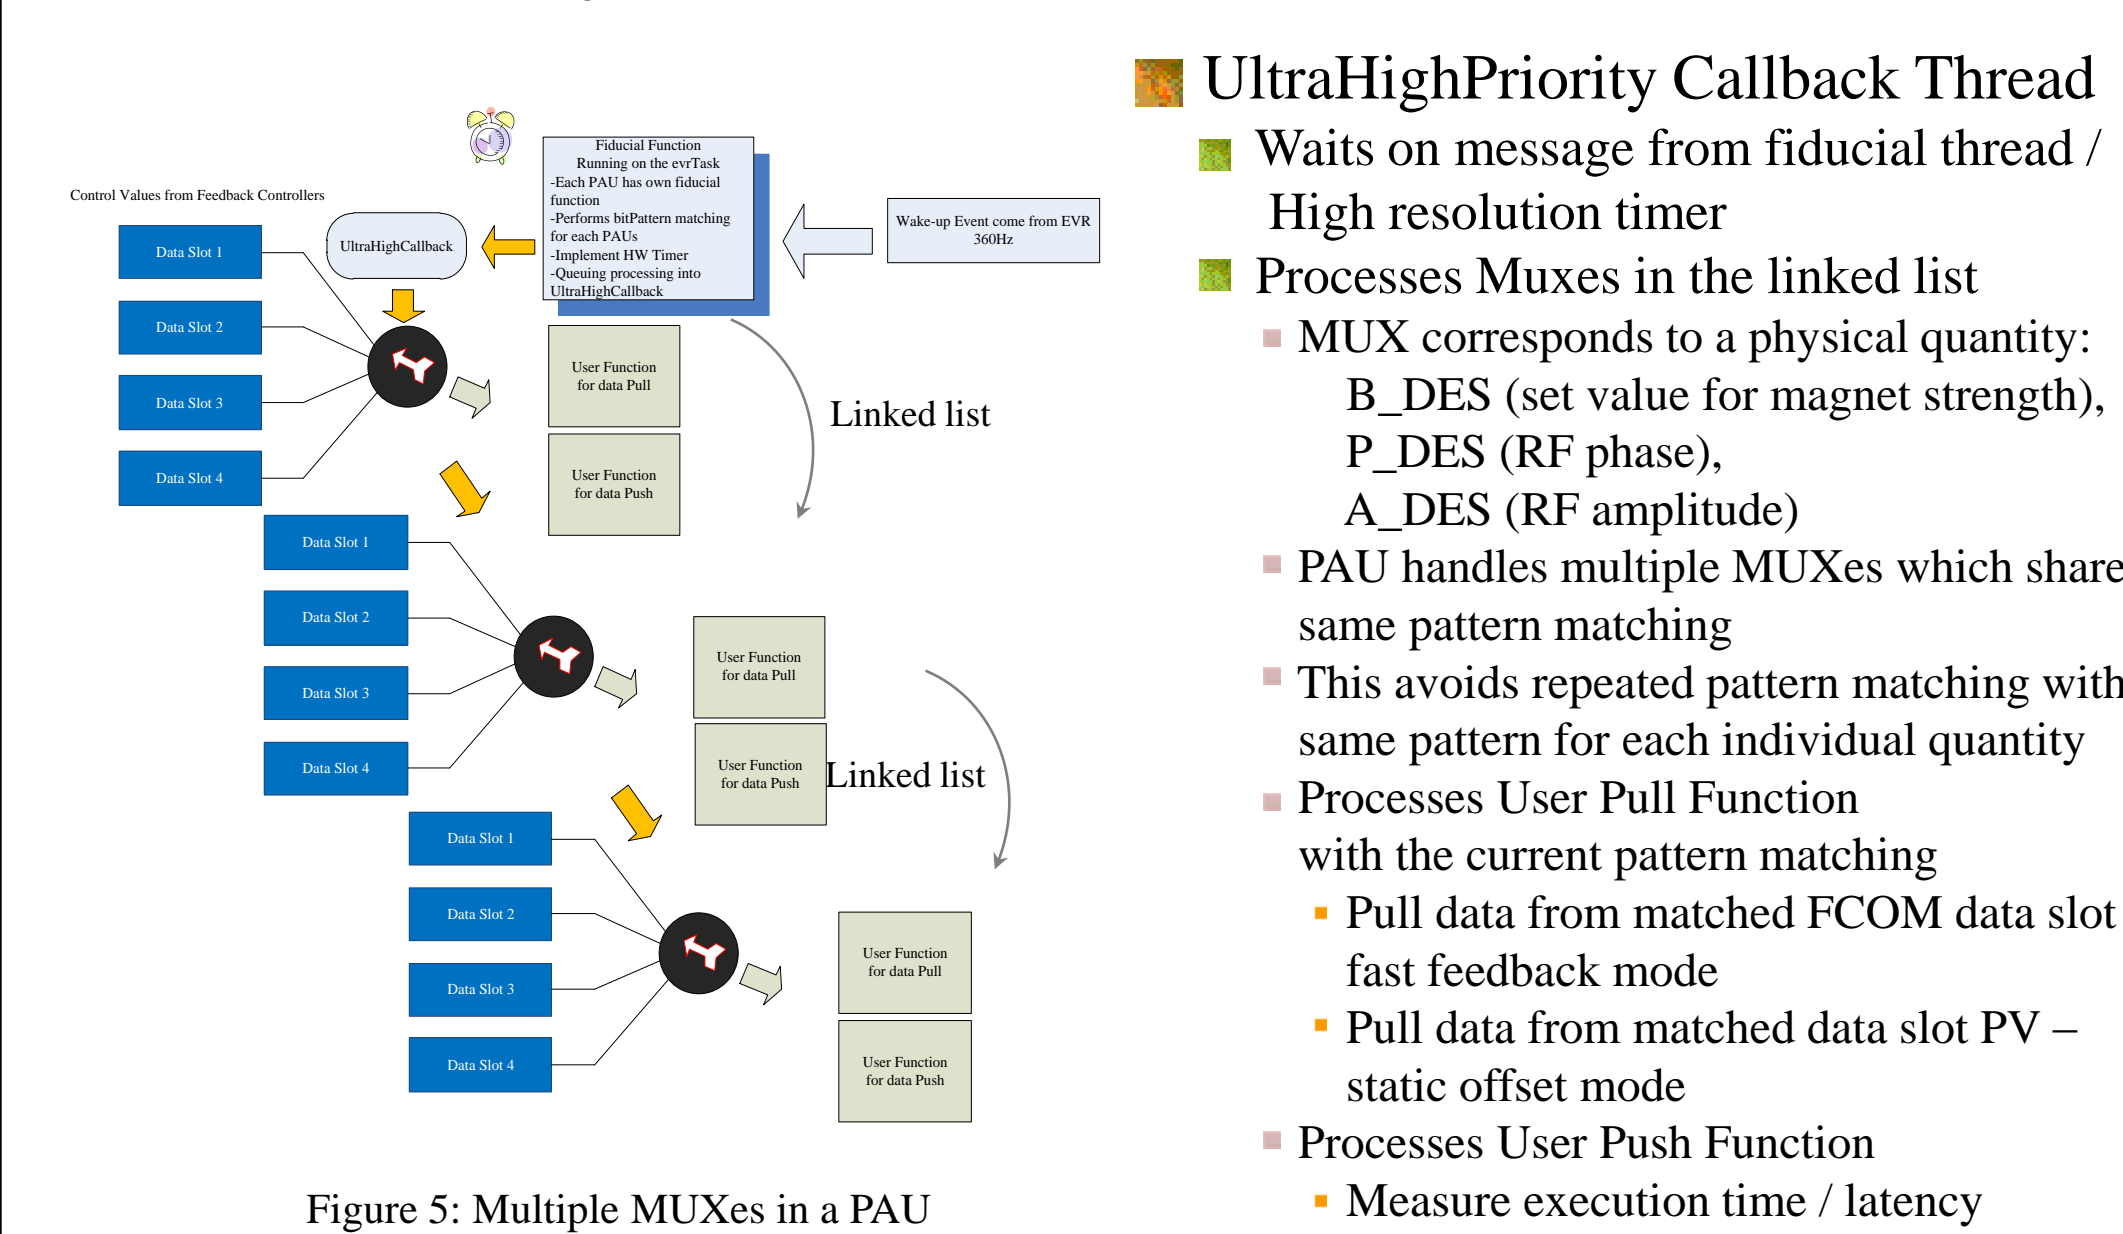 Fiducial Function
Running on the evrTask
-Each PAU has own fiducial
function
-Performs bitPattern matching
for each PAUs
-Implement HW Timer
-Queuing processing into
UltraHighCallback
Wake-up Event come from EVR
360Hz
Control Values from Feedback Controllers
UltraHighCallback
Data Slot 1
Data Slot 2
Data Slot 3
Data Slot 4
User Function
for data Pull
User Function
for data Push
Linked list
Data Slot 1
Data Slot 2
Data Slot 3
Data Slot 4
User Function
for data Pull
User Function
for data Push
Linked list
Data Slot 1
Data Slot 2
Data Slot 3
Data Slot 4
User Function
for data Pull
User Function
for data Push
Figure 5: Multiple MUXes in a PAU
UltraHighPriority Callback Thread
Waits on message from fiducial thread /
High resolution timer
Processes Muxes in the linked list
MUX corresponds to a physical quantity:
B_DES (set value for magnet strength),
P_DES (RF phase),
A_DES (RF amplitude)
PAU handles multiple MUXes which share
same pattern matching
This avoids repeated pattern matching with
same pattern for each individual quantity
Processes User Pull Function
with the current pattern matching
Pull data from matched FCOM data slot
fast feedback mode
Pull data from matched data slot PV –
static offset mode
Processes User Push Function
Measure execution time / latency